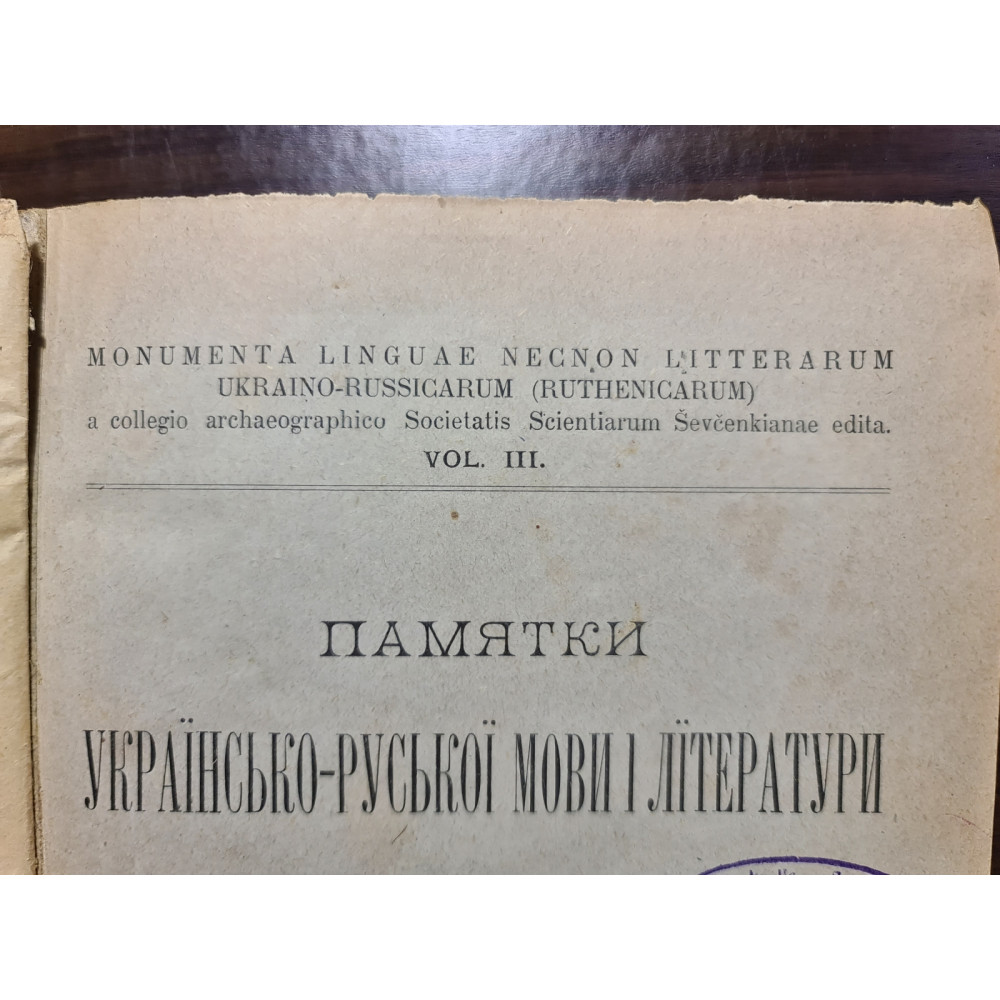 MONUMENTA LINGUAE NECNON LITTERARUM
UKRAINO-RUSSICARUM (RUTHENICARUM)
a collegio archaeographico Societatis Scientiarum Ševčenkianae edita.
VOL. III.
ПАМЯТКИ
УКРАЇНСЬКО-РУСЬКОЇ МОВИ І ЛЇТЕРАТУРИ